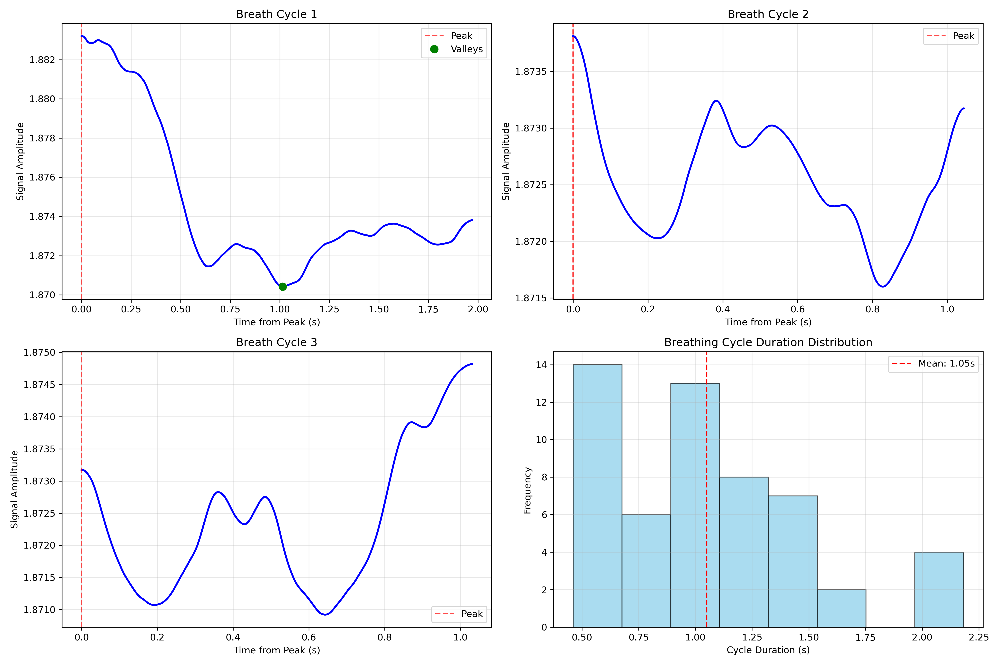 Breath Cycle 1
Peak
Valleys
1.882
1.880
1.878
1.876
1.874
1.872
1.870
Signal Amplitude
0.00 0.25 0.50 0.75 1.00 1.25 1.50 1.75 2.00
Time from Peak (s)
Breath Cycle 2
Peak
1.8735
1.8730
1.8725
1.8720
1.8715
Signal Amplitude
0.0 0.2 0.4 0.6 0.8 1.0
Time from Peak (s)
Breath Cycle 3
1.8750
1.8745
1.8740
1.8735
1.8730
1.8725
1.8720
1.8715
1.8710
Signal Amplitude
Peak
0.0 0.2 0.4 0.6 0.8 1.0
Time from Peak (s)
Breathing Cycle Duration Distribution
Mean: 1.05s
14
12
10
8
6
4
2
0
Frequency
0.50 0.75 1.00 1.25 1.50 1.75 2.00 2.25
Cycle Duration (s)